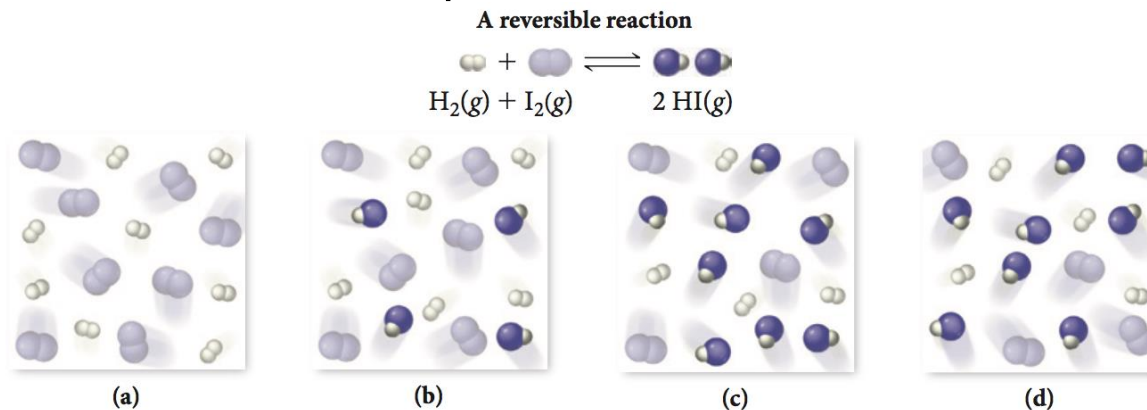 A reversible reaction
+ ⇌
H₂(g) + I₂(g) 2 HI(g)
(a) (b) (c) (d)